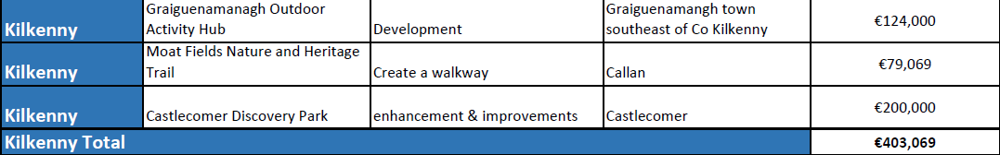 Graiguenamanagh Outdoor Graiguenamangh town
Kilkenny Activity Hub Development southeast of Co Kilkenny €124,000
Moat Fields Nature and Heritage
Kilkenny Trail Create a walkway Callan €79,069
Kilkenny Castlecomer Discovery Park enhancement & improvements Castlecomer €200,000
Kilkenny Total €403,069